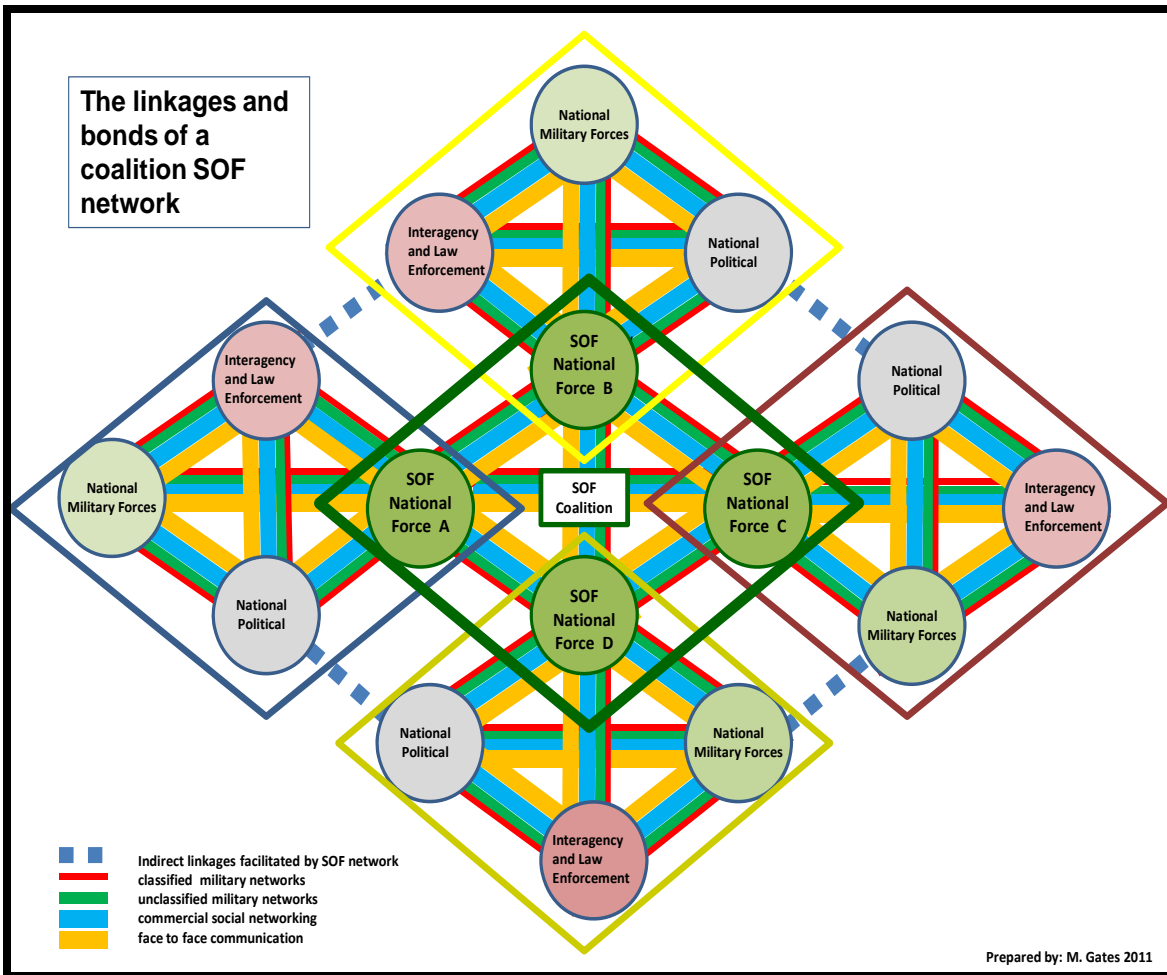 The linkages and
bonds of a
coalition SOF
network
National
Military Forces
Interagency
and Law
Enforcement
National
Political
SOF
National
Force B
Interagency
and Law
Enforcement
National
Political
National
Military Forces
SOF
National
Force A
SOF
Coalition
SOF
National
Force C
Interagency
and Law
Enforcement
National
Political
SOF
National
Force D
National
Military Forces
National
Political
National
Military Forces
Interagency
and Law
Enforcement
Indirect linkages facilitated by SOF network
classified military networks
unclassified military networks
commercial social networking
face to face communication
Prepared by: M. Gates 2011